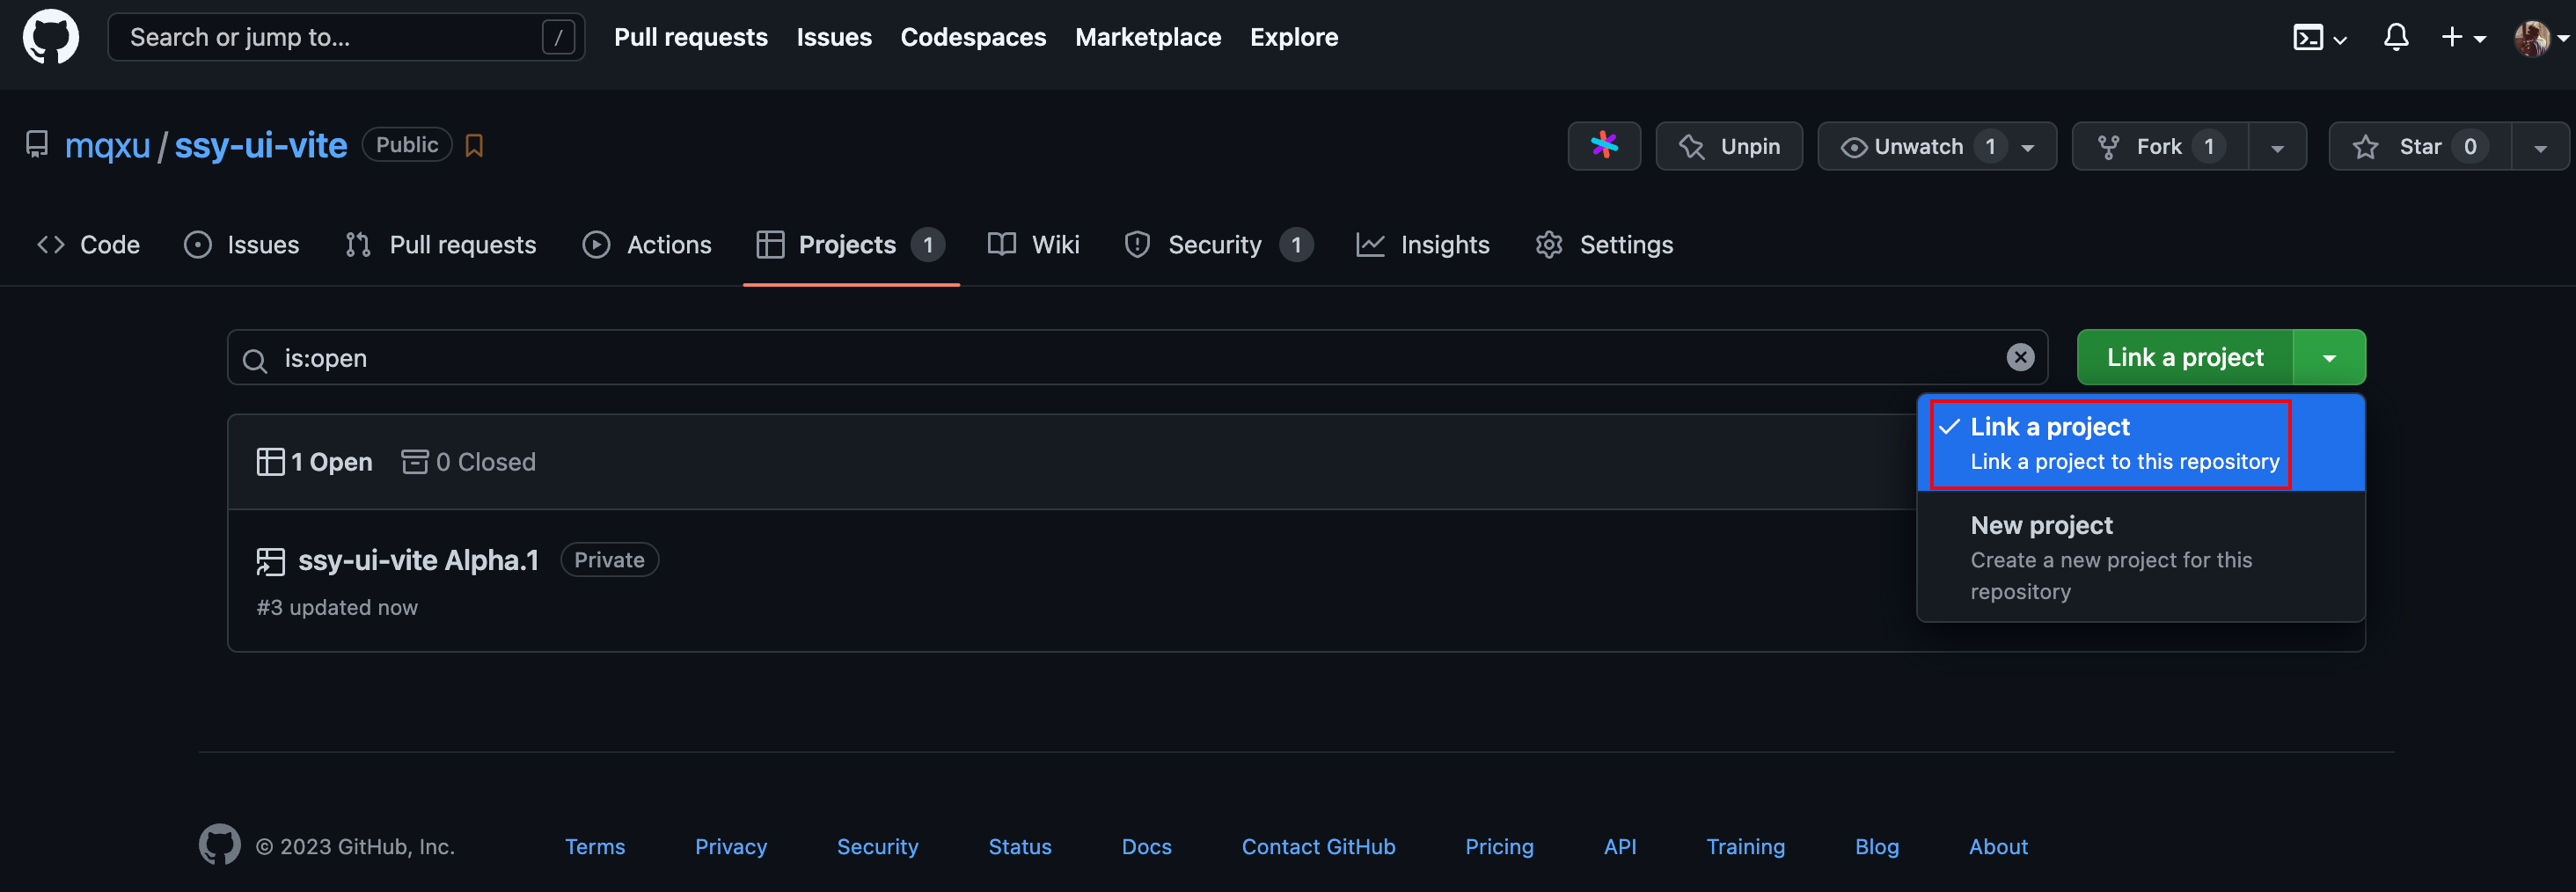 Search or jump to... / Pull requests Issues Codespaces Marketplace Explore
mqxu / ssy-ui-vite Public Unpin Unwatch 1 Fork 1 Star 0
Code Issues Pull requests Actions Projects 1 Wiki Security 1 Insights Settings
is:open Link a project
Link a project
Link a project to this repository
1 Open 0 Closed
New project
Create a new project for this
repository
ssy-ui-vite Alpha.1 Private
#3 updated now
© 2023 GitHub, Inc. Terms Privacy Security Status Docs Contact GitHub Pricing API Training Blog About